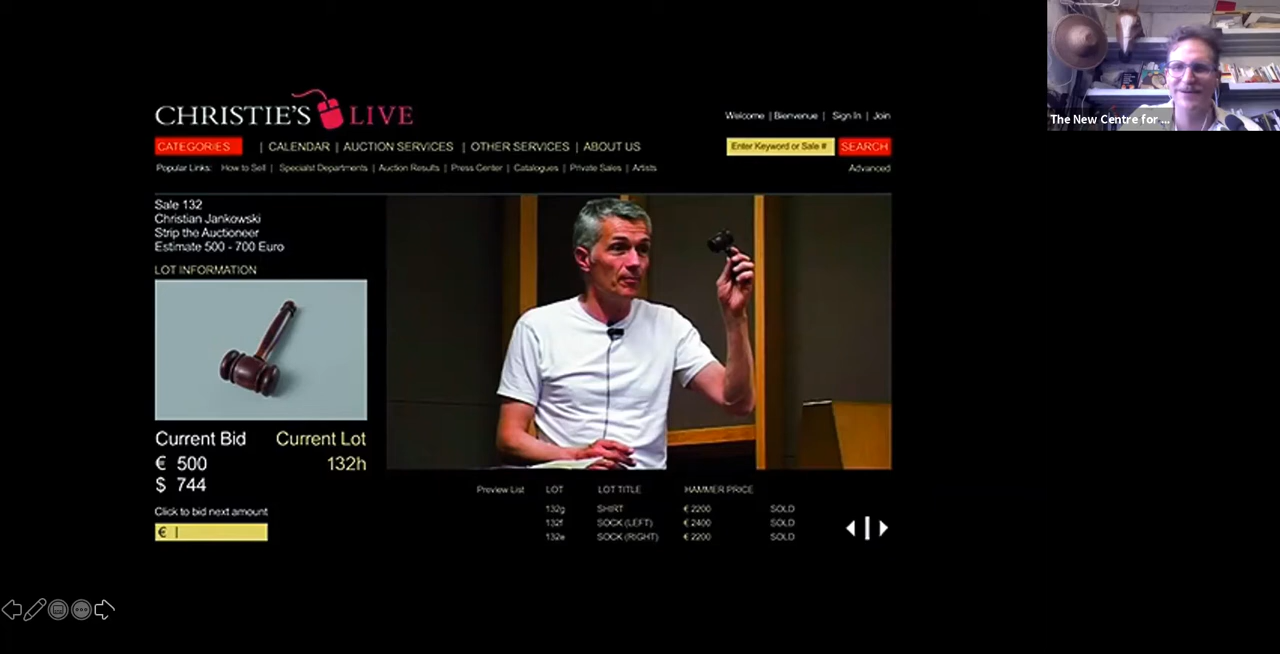 CHRISTIE'S LIVE
Welcome | Bienvenue | Sign In | Join
The New Centre for ...
CATEGORIES | CALENDAR | AUCTION SERVICES | OTHER SERVICES | ABOUT US
Enter Keyword or Sale # SEARCH
Popular Links: How to Sell | Specialst Departments | Auction Results | Press Center | Catalogues | Private Sales | Artists
Advanced
Sale 132
Christian Jankowski
Strip the Auctioneer
Estimate 500 - 700 Euro
LOT INFORMATION
Current Bid Current Lot
€ 500 132h
$ 744
Click to bid next amount
€ |
Preview List LOT LOT TITLE HAMMER PRICE
132g SHIRT € 2200 SOLD
132f SOCK (LEFT) € 2400 SOLD
132e SOCK (RIGHT) € 2200 SOLD